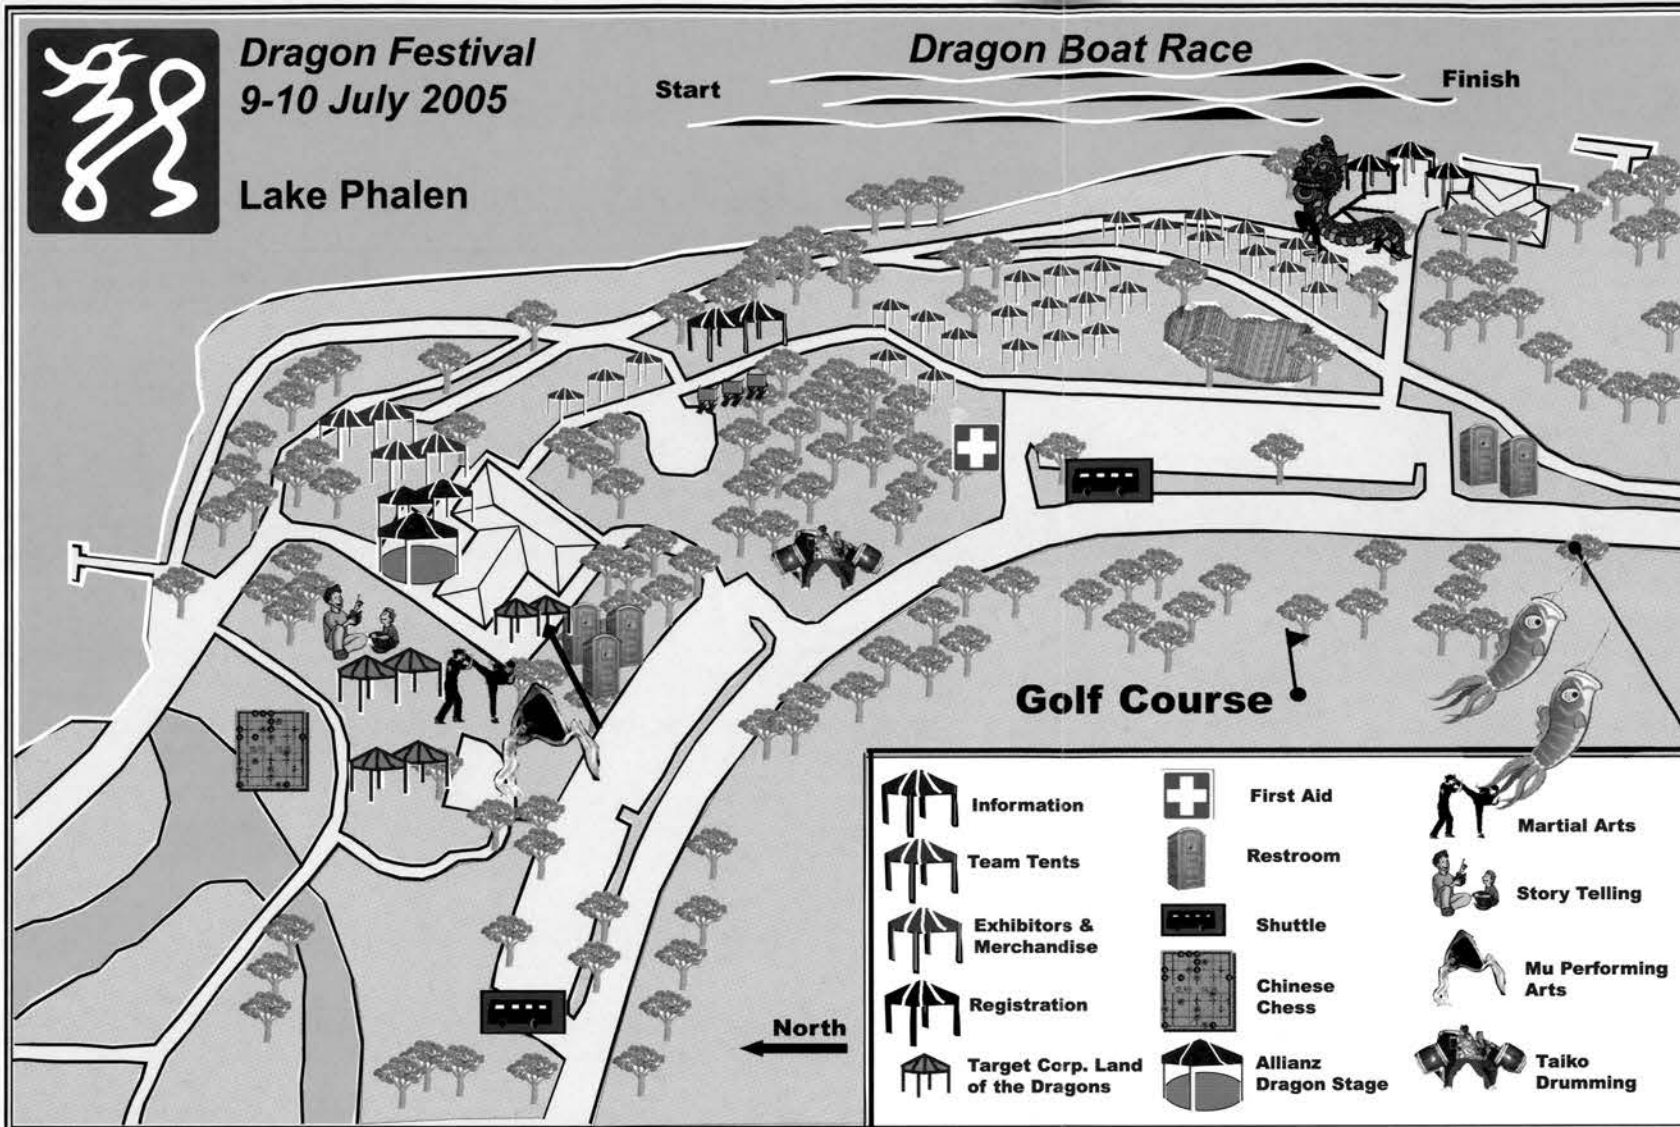 Dragon Festival
9-10 July 2005
Lake Phalen
Dragon Boat Race
Start
Finish
Golf Course
North
Information
Team Tents
Exhibitors &
Merchandise
Registration
Target Corp. Land
of the Dragons
First Aid
Restroom
Shuttle
Chinese
Chess
Allianz
Dragon Stage
Martial Arts
Story Telling
Mu Performing
Arts
Taiko
Drumming